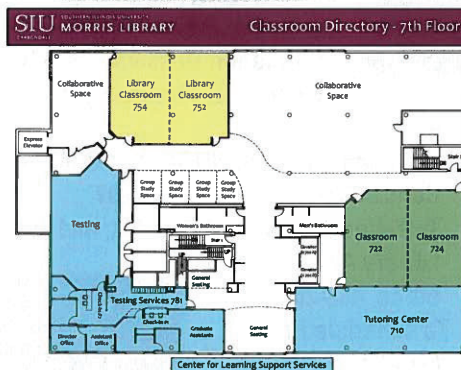 SIU
SOUTHERN ILLINOIS UNIVERSITY
CARBONDALE
MORRIS LIBRARY
Classroom Directory - 7th Floor
Collaborative
Space
Library
Classroom
754
Library
Classroom
752
Collaborative
Space
Express
Elevator
Group
Study
Space
Group
Study
Space
Group
Study
Space
Group
Study
Space
Testing
Women's Bathroom
Men's Bathroom
General
Seating
Classroom
722
Classroom
724
Testing Services 781
Check-in
Director
Office
Assistant
Office
Graduate
Assistants
General
Seating
Tutoring Center
710
Center for Learning Support Services